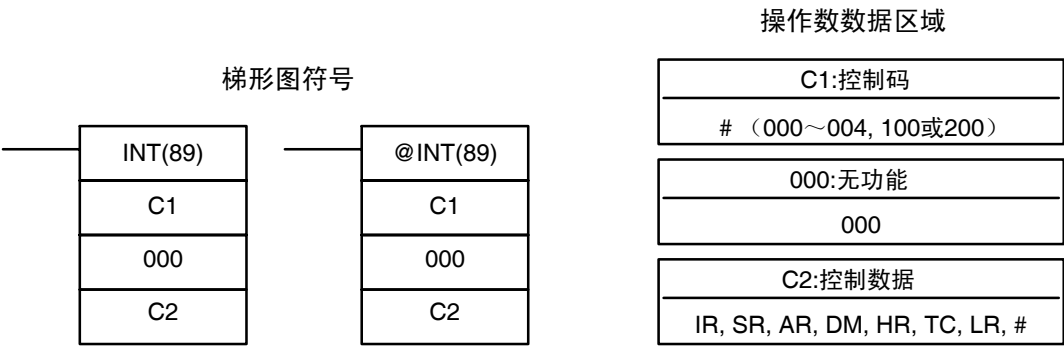 梯形图符号
INT(89)
C1
000
C2
@INT(89)
C1
000
C2
操作数数据区域
C1:控制码
# （000～004, 100或200）
000:无功能
000
C2:控制数据
IR, SR, AR, DM, HR, TC, LR, #